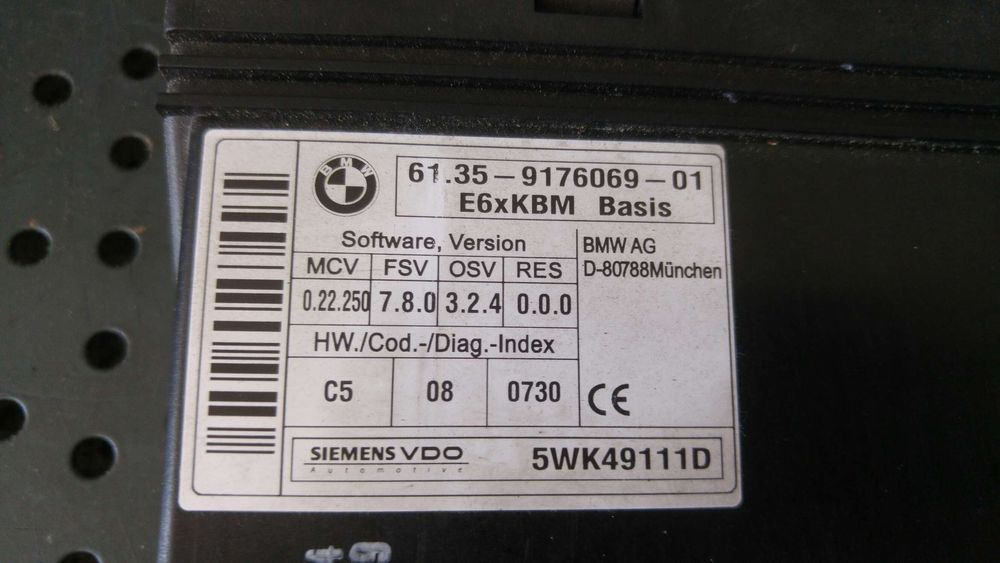 BMW
61.35-9176069-01
E6xKBM Basis
Software, Version
MCV FSV OSV RES
0.22.250 7.8.0 3.2.4 0.0.0
HW./Cod.-/Diag.-Index
C5 08 0730
BMW AG
D-80788München
CE
SIEMENS VDO
Automotive
5WK49111D